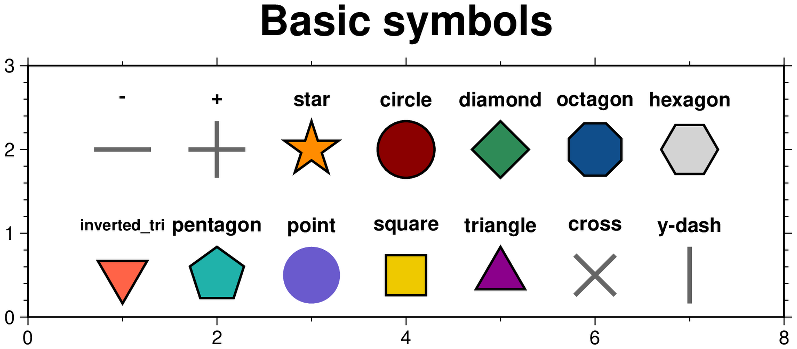 Basic symbols
3
- + star circle diamond octagon hexagon
2
inverted_tri pentagon point square triangle cross y-dash
1
0
0 2 4 6 8